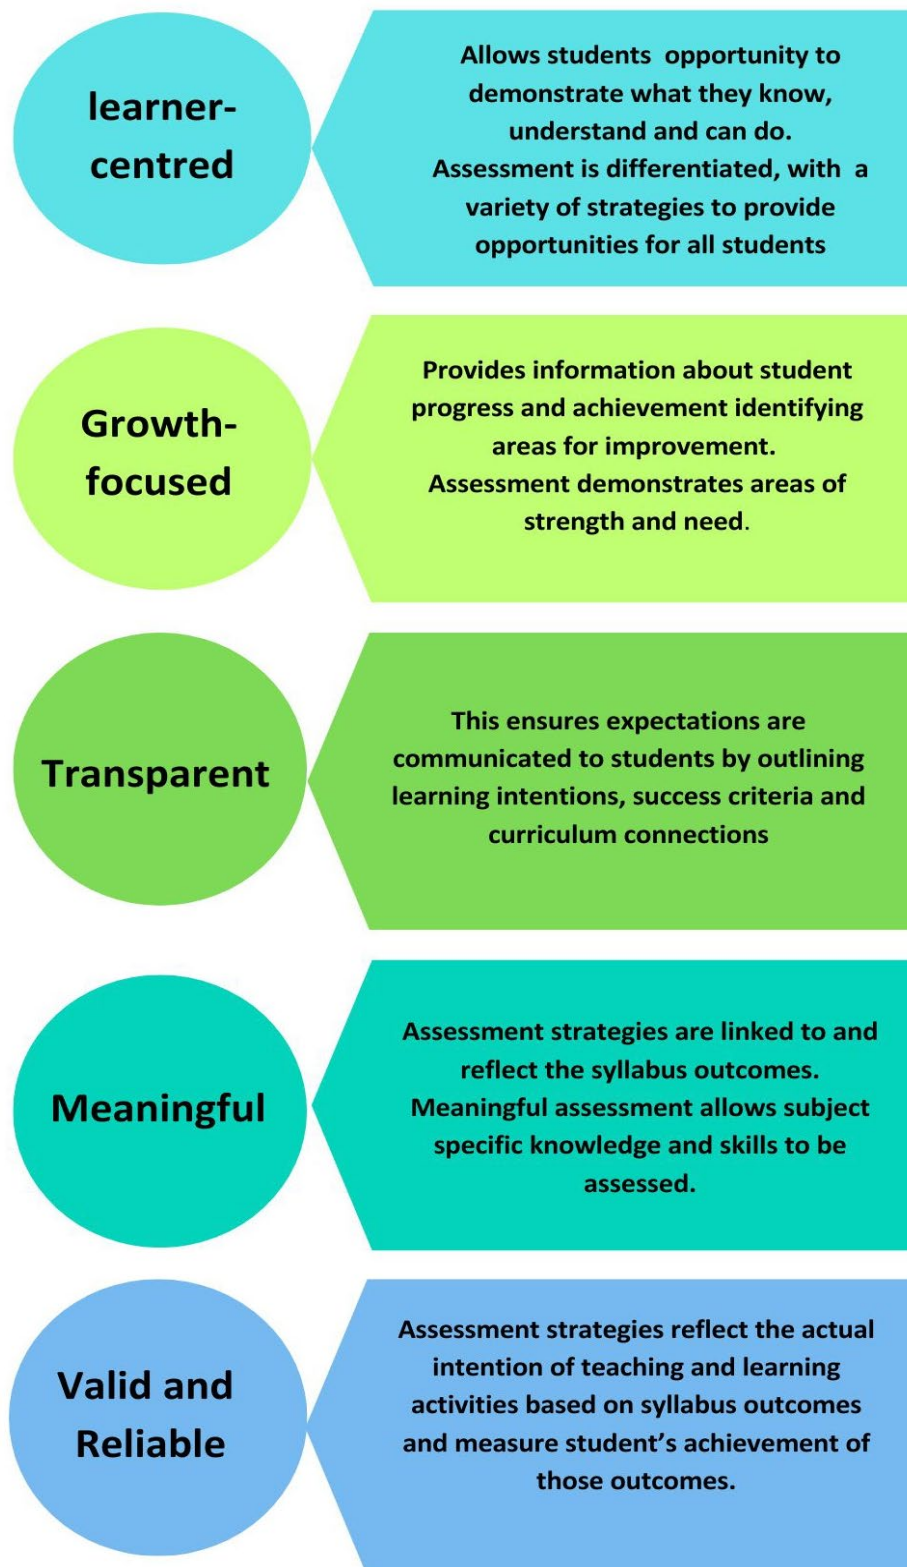 learner-
centred
Allows students  opportunity to
demonstrate what they know,
understand and can do.
Assessment is differentiated, with  a
variety of strategies to provide
opportunities for all students
Growth-
focused
Provides information about student
progress and achievement identifying
areas for improvement.
Assessment demonstrates areas of
strength and need.
Transparent
This ensures expectations are
communicated to students by outlining
learning intentions, success criteria and
curriculum connections
Meaningful
Assessment strategies are linked to and
reflect the syllabus outcomes.
Meaningful assessment allows subject
specific knowledge and skills to be
assessed.
Valid and
Reliable
Assessment strategies reflect the actual
intention of teaching and learning
activities based on syllabus outcomes
and measure student’s achievement of
those outcomes.